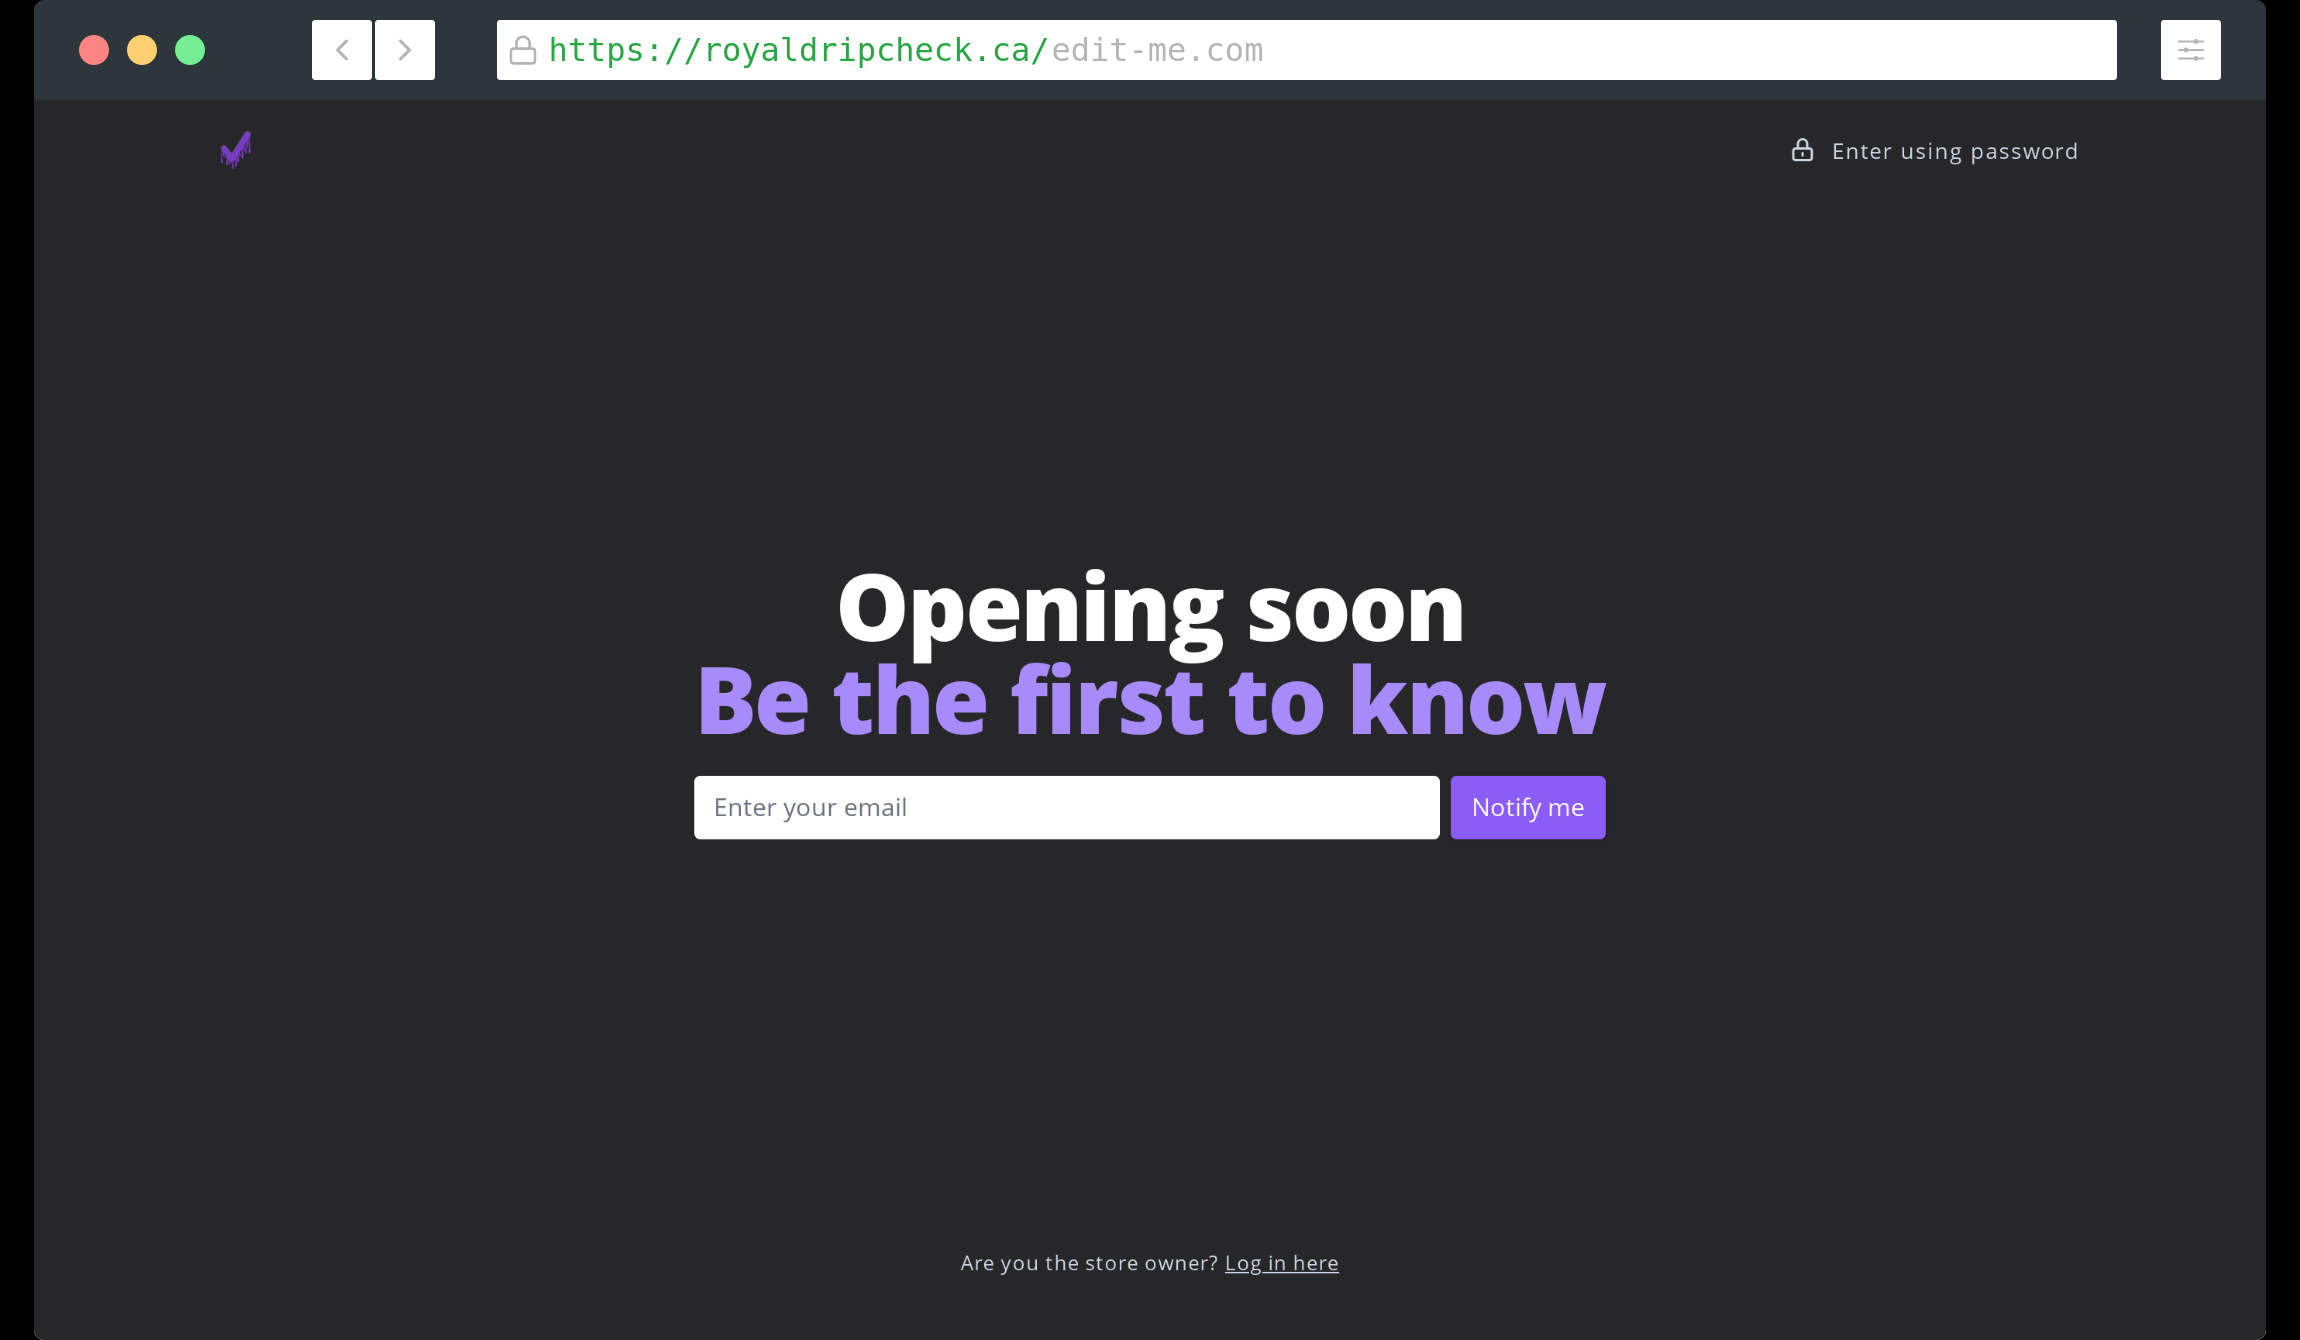 https://royaldripcheck.ca/edit-me.com
Enter using password
Opening soon
Be the first to know
Enter your email
Notify me
Are you the store owner? Log in here